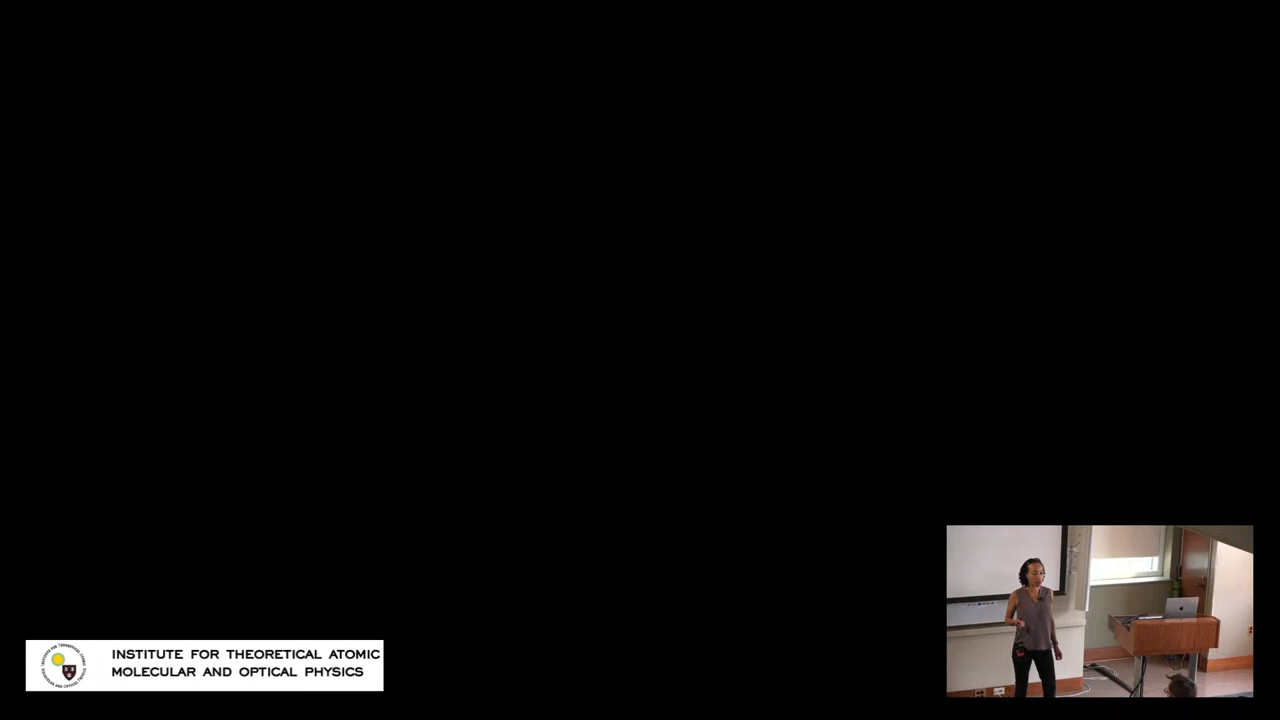 INSTITUTE FOR THEORETICAL ATOMIC
MOLECULAR AND OPTICAL PHYSICS